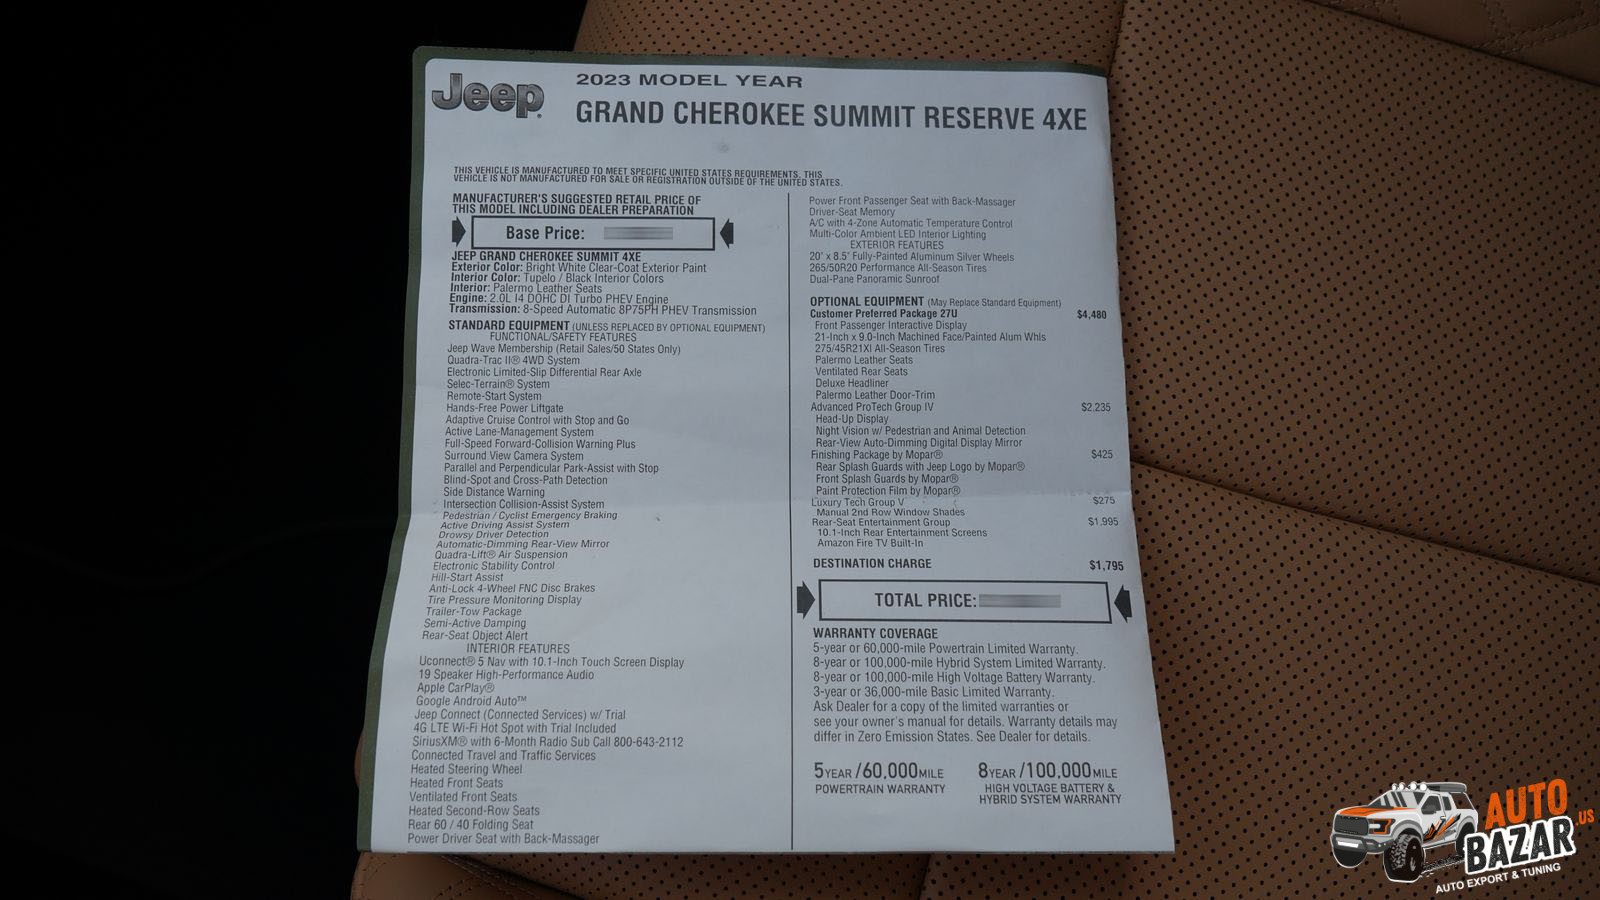 Jeep
2023 MODEL YEAR
GRAND CHEROKEE SUMMIT RESERVE 4XE
THIS VEHICLE IS MANUFACTURED TO MEET SPECIFIC UNITED STATES REQUIREMENTS. THIS
VEHICLE IS NOT MANUFACTURED FOR SALE OR REGISTRATION OUTSIDE OF THE UNITED STATES.
MANUFACTURER'S SUGGESTED RETAIL PRICE OF
THIS MODEL INCLUDING DEALER PREPARATION
Base Price:
JEEP GRAND CHEROKEE SUMMIT 4XE
Exterior Color: Bright White Clear-Coat Exterior Paint
Interior Color: Tupelo / Black Interior Colors
Interior: Palermo Leather Seats
Engine: 2.0L I4 DOHC DI Turbo PHEV Engine
Transmission: 8-Speed Automatic 8P75PH PHEV Transmission
STANDARD EQUIPMENT (UNLESS REPLACED BY OPTIONAL EQUIPMENT)
FUNCTIONAL/SAFETY FEATURES
Jeep Wave Membership (Retail Sales/50 States Only)
Quadra-Trac II® 4WD System
Electronic Limited-Slip Differential Rear Axle
Selec-Terrain® System
Remote-Start System
Hands-Free Power Liftgate
Adaptive Cruise Control with Stop and Go
Active Lane-Management System
Full-Speed Forward-Collision Warning Plus
Surround View Camera System
Parallel and Perpendicular Park-Assist with Stop
Blind-Spot and Cross-Path Detection
Side Distance Warning
Intersection Collision-Assist System
Pedestrian / Cyclist Emergency Braking
Active Driving Assist System
Drowsy Driver Detection
Automatic-Dimming Rear-View Mirror
Quadra-Lift® Air Suspension
Electronic Stability Control
Hill-Start Assist
Anti-Lock 4-Wheel FNC Disc Brakes
Tire Pressure Monitoring Display
Trailer-Tow Package
Semi-Active Damping
Rear-Seat Object Alert
INTERIOR FEATURES
Uconnect® 5 Nav with 10.1-Inch Touch Screen Display
19 Speaker High-Performance Audio
Apple CarPlay®
Google Android Auto™
Jeep Connect (Connected Services) w/ Trial
4G LTE Wi-Fi Hot Spot with Trial Included
SiriusXM® with 6-Month Radio Sub Call 800-643-2112
Connected Travel and Traffic Services
Heated Steering Wheel
Heated Front Seats
Ventilated Front Seats
Heated Second-Row Seats
Rear 60 / 40 Folding Seat
Power Driver Seat with Back-Massager
Power Front Passenger Seat with Back-Massager
Driver-Seat Memory
A/C with 4-Zone Automatic Temperature Control
Multi-Color Ambient LED Interior Lighting
EXTERIOR FEATURES
20" x 8.5" Fully-Painted Aluminum Silver Wheels
265/50R20 Performance All-Season Tires
Dual-Pane Panoramic Sunroof
OPTIONAL EQUIPMENT (May Replace Standard Equipment)
Customer Preferred Package 27U $4,480
Front Passenger Interactive Display
21-Inch x 9.0-Inch Machined Face/Painted Alum Whls
275/45R21Xl All-Season Tires
Palermo Leather Seats
Ventilated Rear Seats
Deluxe Headliner
Palermo Leather Door-Trim
Advanced ProTech Group IV $2,235
Head-Up Display
Night Vision w/ Pedestrian and Animal Detection
Rear-View Auto-Dimming Digital Display Mirror
Finishing Package by Mopar® $425
Rear Splash Guards with Jeep Logo by Mopar®
Front Splash Guards by Mopar®
Paint Protection Film by Mopar®
Luxury Tech Group V $275
Manual 2nd Row Window Shades
Rear-Seat Entertainment Group $1,995
10.1-Inch Rear Entertainment Screens
Amazon Fire TV Built-In
DESTINATION CHARGE $1,795
TOTAL PRICE:
WARRANTY COVERAGE
5-year or 60,000-mile Powertrain Limited Warranty.
8-year or 100,000-mile Hybrid System Limited Warranty.
8-year or 100,000-mile High Voltage Battery Warranty.
3-year or 36,000-mile Basic Limited Warranty.
Ask Dealer for a copy of the limited warranties or
see your owner's manual for details. Warranty details may
differ in Zero Emission States. See Dealer for details.
5YEAR /60,000MILE
POWERTRAIN WARRANTY
8YEAR /100,000MILE
HIGH VOLTAGE BATTERY &
HYBRID SYSTEM WARRANTY
AUTO
BAZAR.US
AUTO EXPORT & TUNING